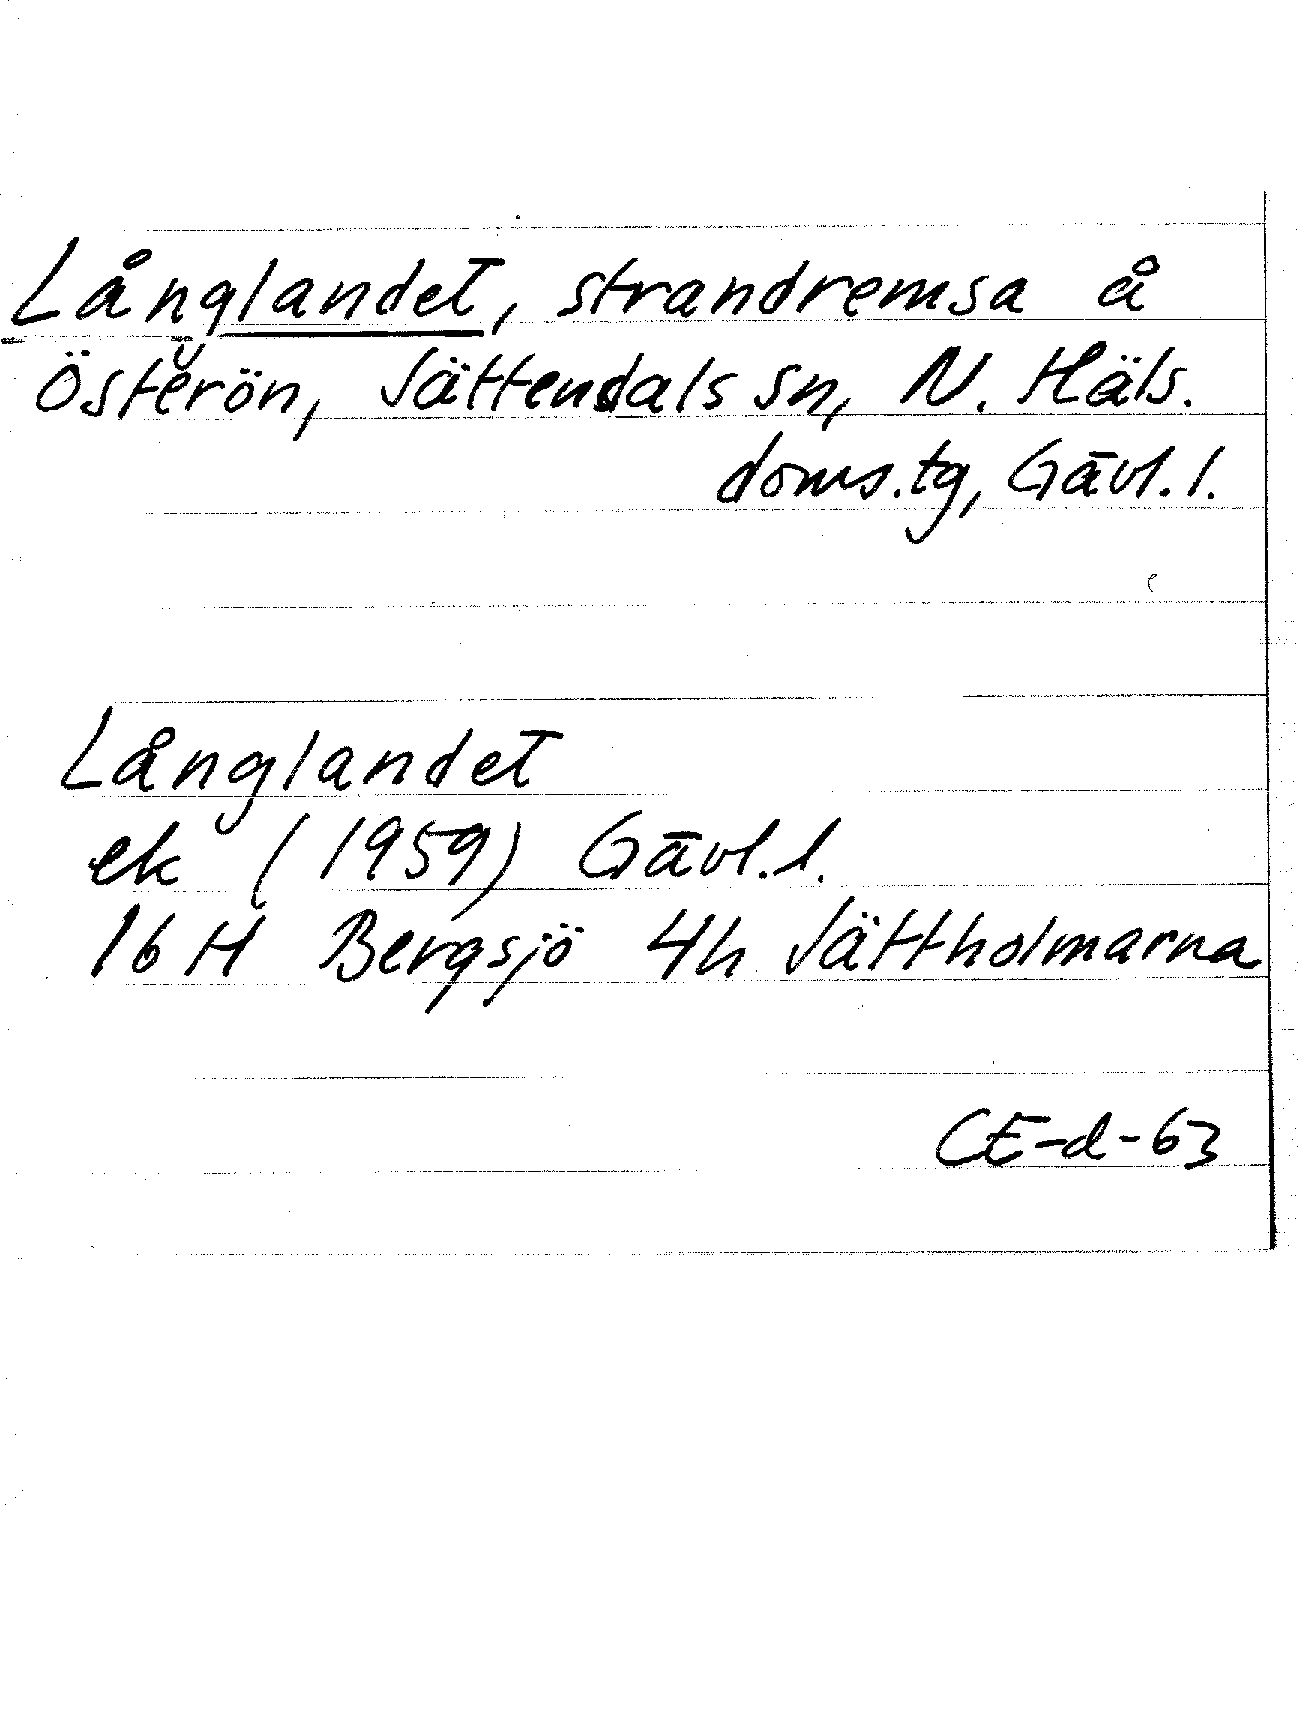 Långlandet, strandremsa å
Österön, Jättendals sn, N. Häls.
doms.tg, Gävl. l.
Långlandet
ek (1959) Gävl. l.
16 H Bergsjö 4h Jättholmarna
CE-d-63